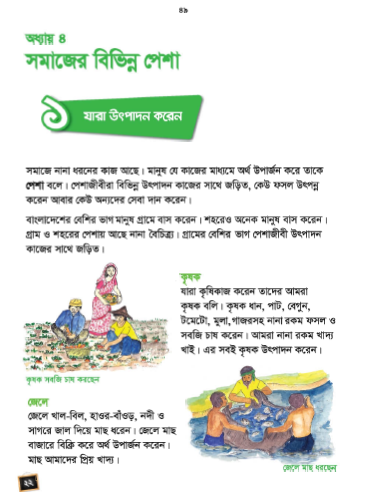 ৪৯
অধ্যায় ৪
সমাজের বিভিন্ন পেশা
১
যারা উৎপাদন করেন
সমাজে নানা ধরনের কাজ আছে। মানুষ যে কাজের মাধ্যমে অর্থ উপার্জন করে তাকে
পেশা বলে। পেশাজীবীরা বিভিন্ন উৎপাদন কাজের সাথে জড়িত, কেউ ফসল উৎপন্ন
করেন আবার কেউ অন্যদের সেবা দান করেন।
বাংলাদেশের বেশির ভাগ মানুষ গ্রামে বাস করেন। শহরেও অনেক মানুষ বাস করেন।
গ্রাম ও শহরের পেশায় আছে নানা বৈচিত্র্য। গ্রামের বেশির ভাগ পেশাজীবী উৎপাদন
কাজের সাথে জড়িত।
কৃষক
যারা কৃষিকাজ করেন তাদের আমরা
কৃষক বলি। কৃষক ধান, পাট, বেগুন,
টমেটো, মুলা,গাজরসহ নানা রকম ফসল ও
সবজি চাষ করেন। আমরা নানা রকম খাদ্য
খাই। এর সবই কৃষক উৎপাদন করেন।
কৃষক সবজি চাষ করছেন
জেলে
জেলে খাল-বিল, হাওর-বাঁওড়, নদী ও
সাগরে জাল দিয়ে মাছ ধরেন। জেলে মাছ
বাজারে বিক্রি করে অর্থ উপার্জন করেন।
মাছ আমাদের প্রিয় খাদ্য।
জেলে মাছ ধরছেন
২২